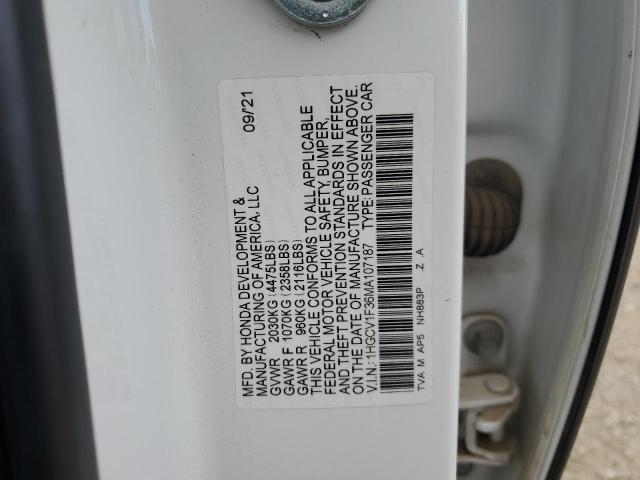 MFD. BY HONDA DEVELOPMENT & 09/21
MANUFACTURING OF AMERICA, LLC
GVWR 2030KG (4475LBS)
GAWR F 1070KG (2358LBS)
GAWR R 960KG (2116LBS)
THIS VEHICLE CONFORMS TO ALL APPLICABLE
FEDERAL MOTOR VEHICLE SAFETY, BUMPER,
AND THEFT PREVENTION STANDARDS IN EFFECT
ON THE DATE OF MANUFACTURE SHOWN ABOVE.
V.I.N.:1HGCV1F36MA107187 TYPE:PASSENGER CAR
TVA M AP5 NH883P Z A